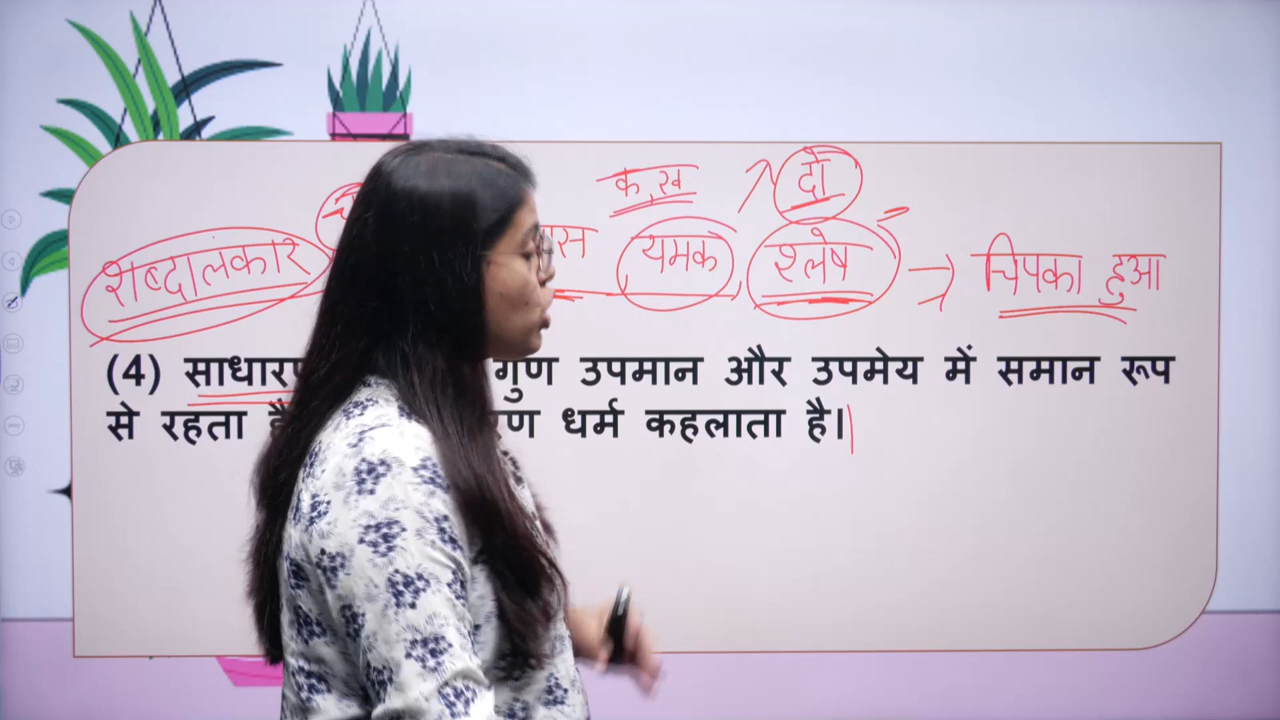 क,ख दो
शब्दालंकार यमक श्लेष → चिपका हुआ
(4) गुण उपमान और उपमेय में समान रूप
से रहता धर्म कहलाता है।